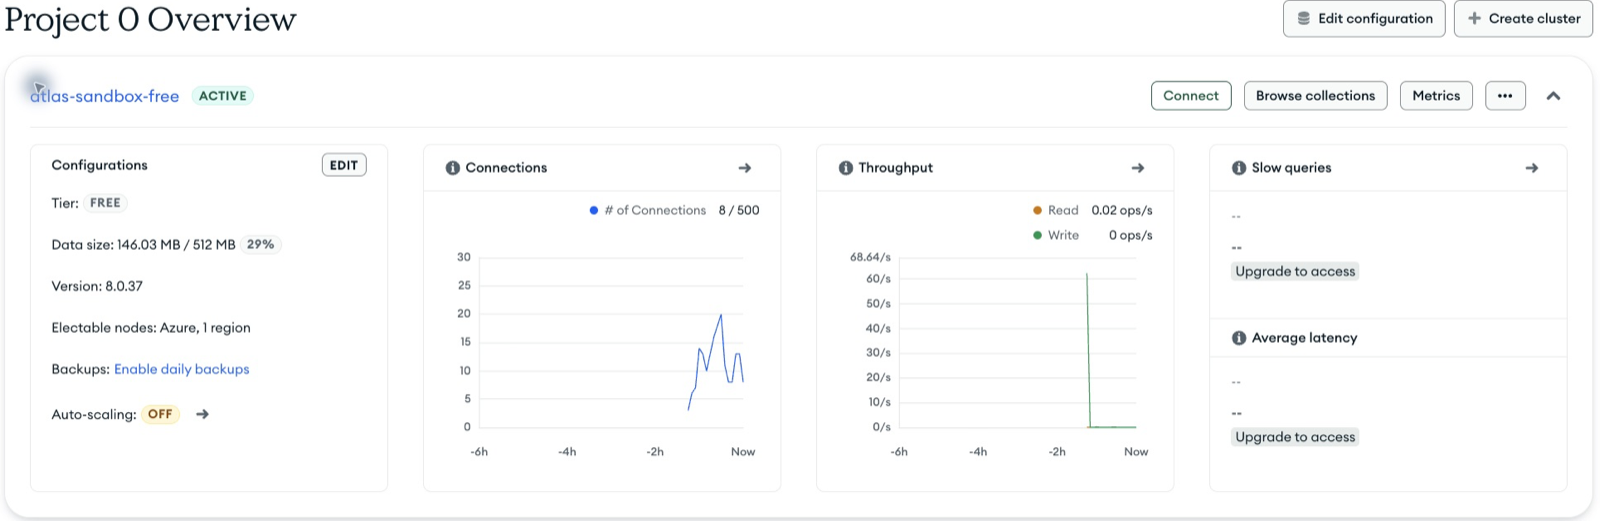 Project 0 Overview
Edit configuration
Create cluster
atlas-sandbox-free ACTIVE
Connect
Browse collections
Metrics
Configurations EDIT
Tier: FREE
Data size: 146.03 MB / 512 MB 29%
Version: 8.0.37
Electable nodes: Azure, 1 region
Backups: Enable daily backups
Auto-scaling: OFF
Connections
# of Connections 8 / 500
30
25
20
15
10
5
0
-6h -4h -2h Now
Throughput
Read 0.02 ops/s
Write 0 ops/s
68.64/s
60/s
50/s
40/s
30/s
20/s
10/s
0/s
-6h -4h -2h Now
Slow queries
--
--
Upgrade to access
Average latency
--
--
Upgrade to access